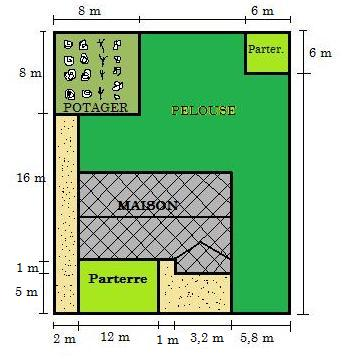 8 m
6 m
Parter.
6 m
8 m
POTAGER
PELOUSE
16 m
MAISON
1 m
Parterre
5 m
2 m
12 m
1 m
3,2 m
5,8 m